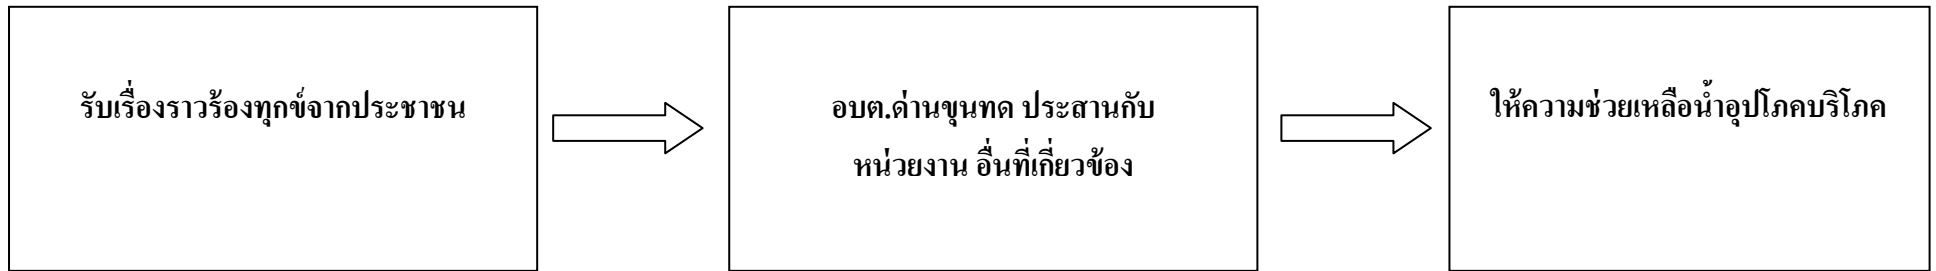 รับเรื่องราวร้องทุกข์จากประชาชน
อบต.ด่านขุนทด ประสานกับ
หน่วยงาน อื่นที่เกี่ยวข้อง
ให้ความช่วยเหลือน้ำอุปโภคบริโภค